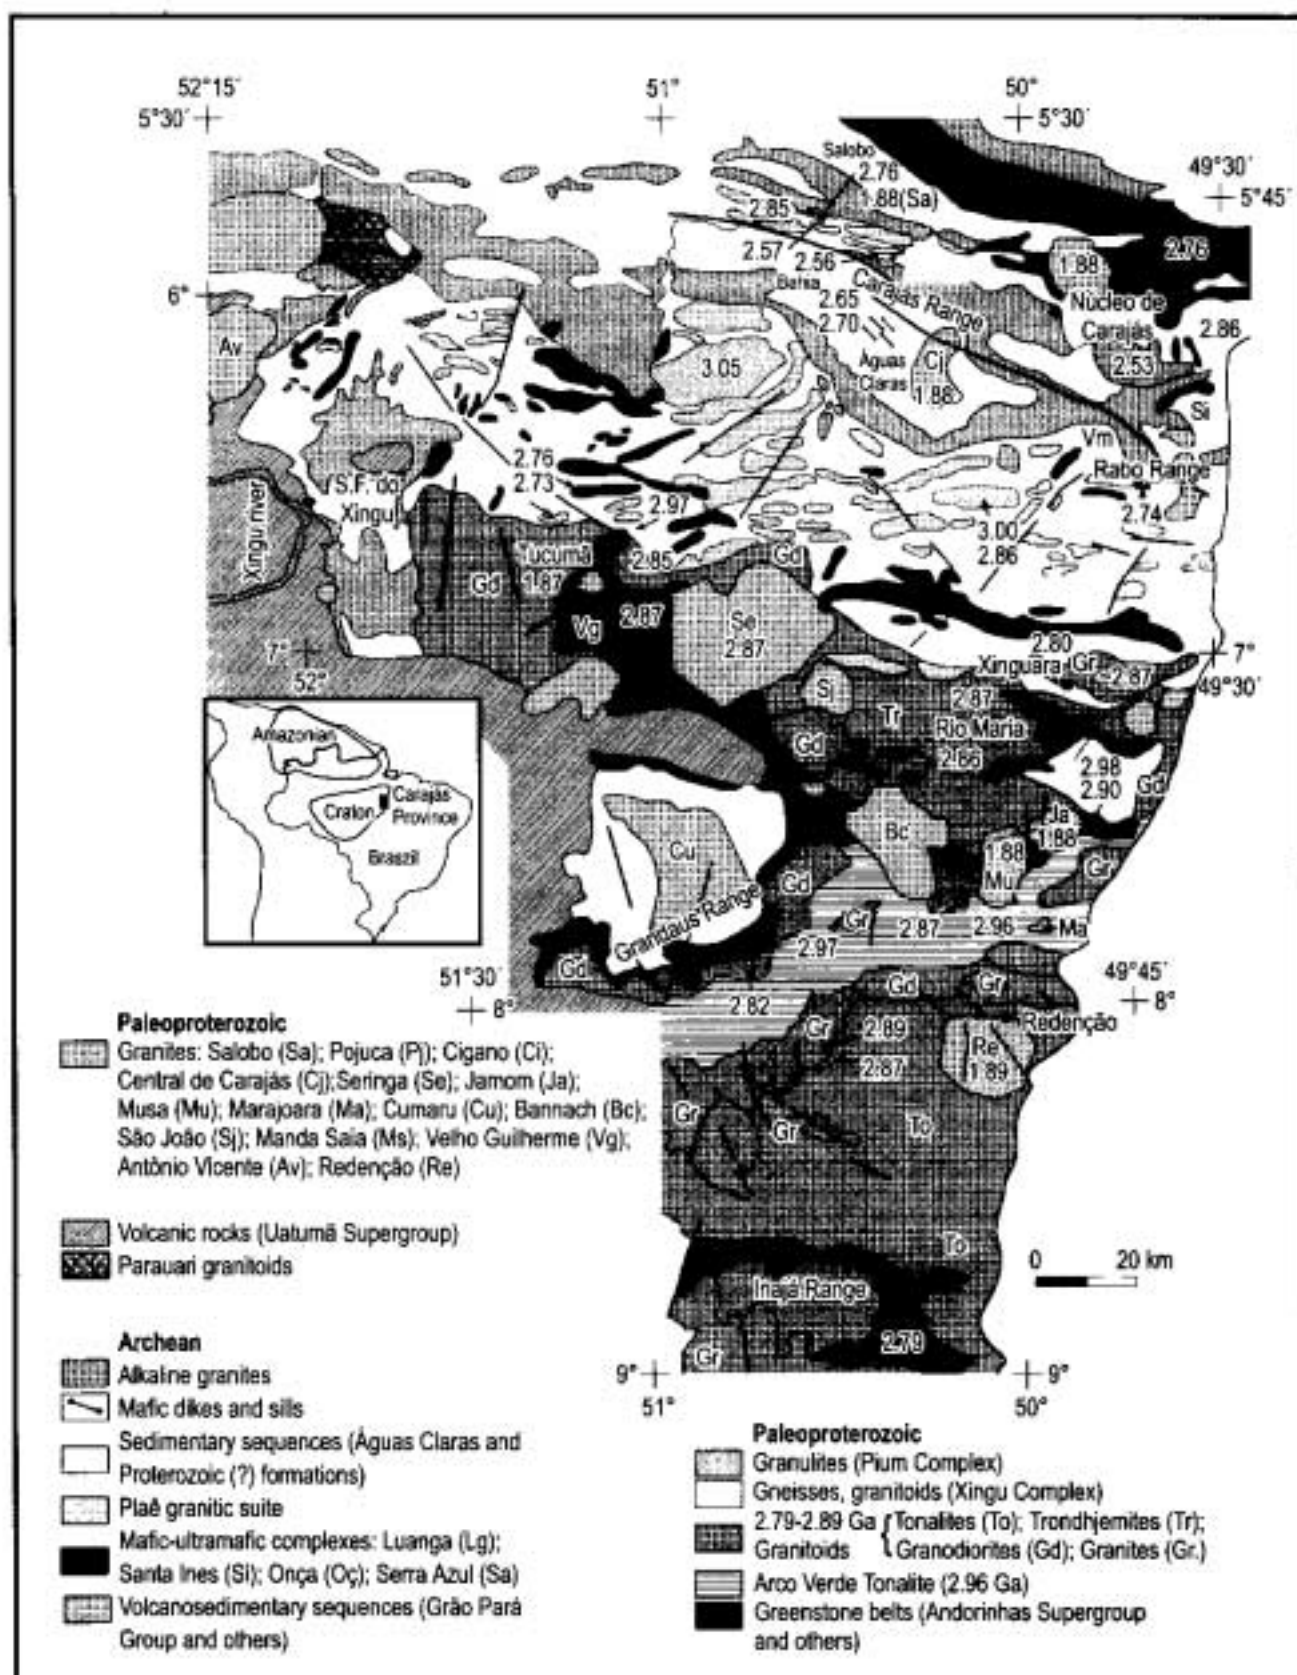 52°15´
51°
50°
5°30´
5°30´
49°30´
5°45´
Salobo
2.76
1.88(Sa)
2.85
2.57
2.56
Bahia
2.65
2.70
Carajás Range
2.76
1.88
Núcleo de
Carajás
2.86
2.53
6°
Av
3.05
Águas
Claras
Cj
1.88
Si
Vm
Rabo Range
2.76
2.73
S.F. do
Xingu
Xingu river
2.97
3.00
2.86
2.74
Tucumã
1.87
2.85
Gd
Gd
Vg
2.87
Se
2.87
2.80
7°
52°
7°
49°30´
Xinguara
Gr
2.87
Sj
2.87
Tr
Rio Maria
2.86
Gd
2.98
2.90
Gd
Amazonian
Craton
Carajás
Province
Braszil
Ja
1.88
Bc
1.88
Mu
Cu
Gd
Gr
Grandaus Range
Gr
2.87
2.96
Ma
2.97
Gd
51°30´
8°
49°45´
8°
2.82
Gd
Gr
Gr
2.89
Redenção
2.87
Re
1.89
Gr
Gr
To
To
0 20 km
Inajá Range
2.79
Gr
9°
9°
51°
50°
Paleoproterozoic
Granites: Salobo (Sa); Pojuca (Pj); Cigano (Ci);
Central de Carajás (Cj);Seringa (Se); Jamom (Ja);
Musa (Mu); Marajoara (Ma); Cumaru (Cu); Bannach (Bc);
São João (Sj); Manda Saia (Ms); Velho Guilherme (Vg);
Antônio Vicente (Av); Redenção (Re)
Volcanic rocks (Uatumã Supergroup)
Parauari granitoids
Archean
Alkaline granites
Mafic dikes and sills
Sedimentary sequences (Águas Claras and
Proterozoic (?) formations)
Plaê granitic suite
Mafic-ultramafic complexes: Luanga (Lg);
Santa Ines (Si); Onça (Oç); Serra Azul (Sa)
Volcanosedimentary sequences (Grão Pará
Group and others)
Paleoproterozoic
Granulites (Pium Complex)
Gneisses, granitoids (Xingu Complex)
2.79-2.89 Ga { Tonalites (To); Trondhjemites (Tr);
Granitoids Granodiorites (Gd); Granites (Gr.)
Arco Verde Tonalite (2.96 Ga)
Greenstone belts (Andorinhas Supergroup
and others)